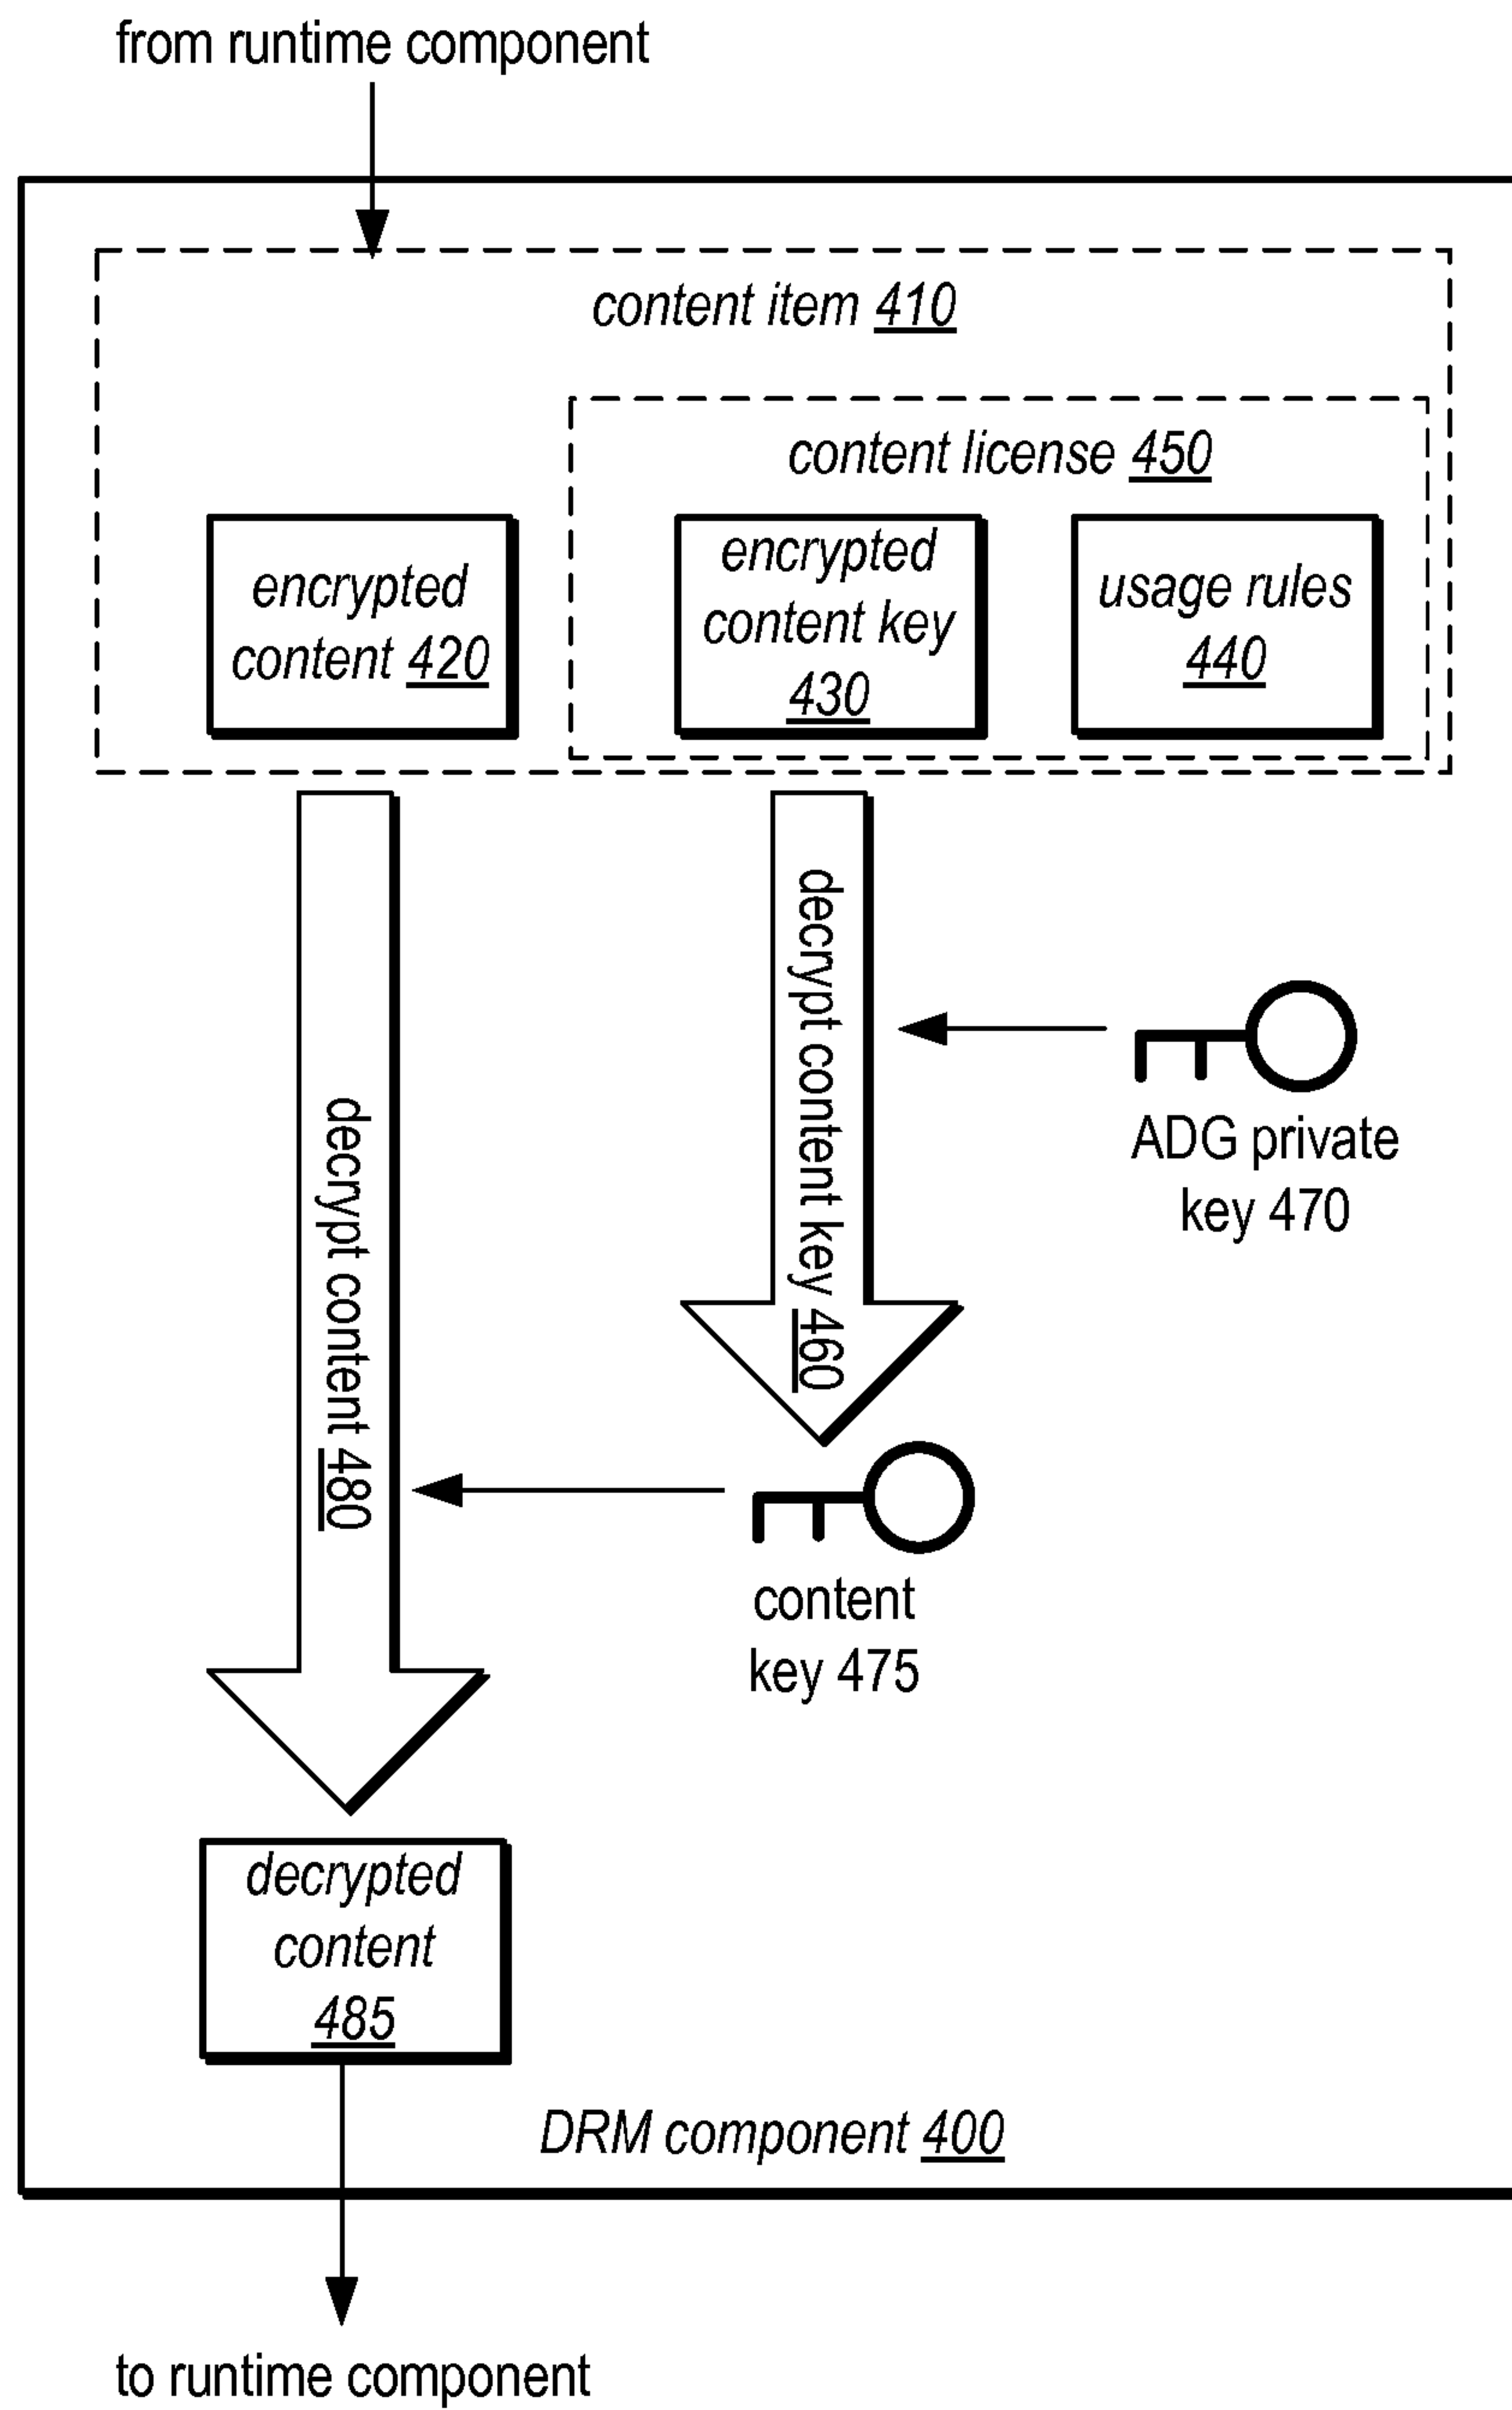 from runtime component
content item 410
content license 450
encrypted
content 420
encrypted
content key
430
usage rules
440
decrypt content key 460
ADG private
key 470
decrypt content 480
content
key 475
decrypted
content
485
DRM component 400
to runtime component